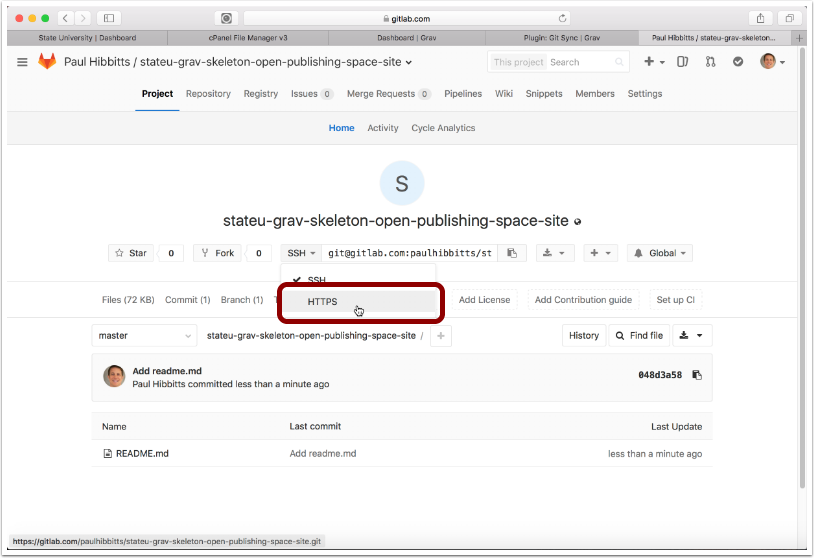 gitlab.com
State University | Dashboard cPanel File Manager v3 Dashboard | Grav Plugin: Git Sync | Grav Paul Hibbitts / stateu-grav-skeleton-open...
Paul Hibbitts / stateu-grav-skeleton-open-publishing-space-site This project Search
Project Repository Registry Issues 0 Merge Requests 0 Pipelines Wiki Snippets Members Settings
Home Activity Cycle Analytics
S
stateu-grav-skeleton-open-publishing-space-site
Star 0 Fork 0 SSH git@gitlab.com:paulhibbitts/st Global
SSH
HTTPS
Files (72 KB) Commit (1) Branch (1) Add License Add Contribution guide Set up CI
master stateu-grav-skeleton-open-publishing-space-site / + History Find file
Add readme.md
Paul Hibbitts committed less than a minute ago 048d3a58
Name Last commit Last Update
README.md Add readme.md less than a minute ago
https://gitlab.com/paulhibbitts/stateu-grav-skeleton-open-publishing-space-site.git